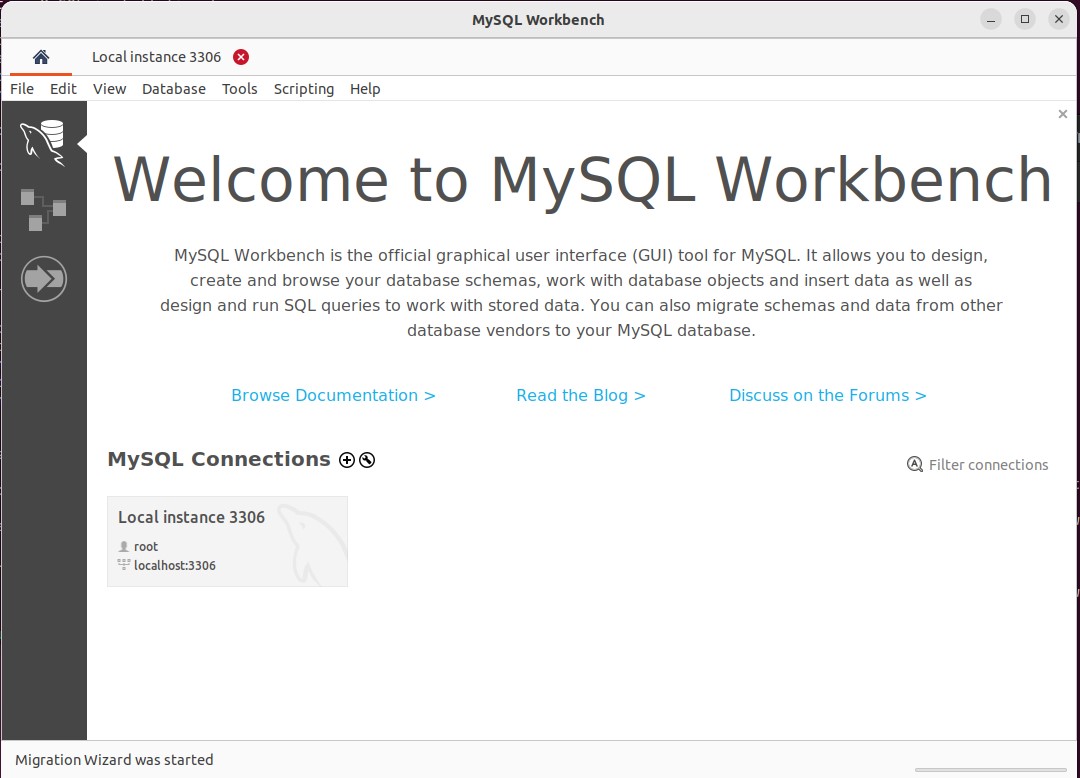 MySQL Workbench
Local instance 3306
File Edit View Database Tools Scripting Help
Welcome to MySQL Workbench
MySQL Workbench is the official graphical user interface (GUI) tool for MySQL. It allows you to design,
create and browse your database schemas, work with database objects and insert data as well as
design and run SQL queries to work with stored data. You can also migrate schemas and data from other
database vendors to your MySQL database.
Browse Documentation > Read the Blog > Discuss on the Forums >
MySQL Connections
Filter connections
Local instance 3306
root
localhost:3306
Migration Wizard was started